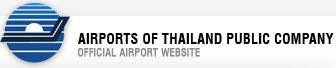 AIRPORTS OF THAILAND PUBLIC COMPANY
OFFICIAL AIRPORT WEBSITE